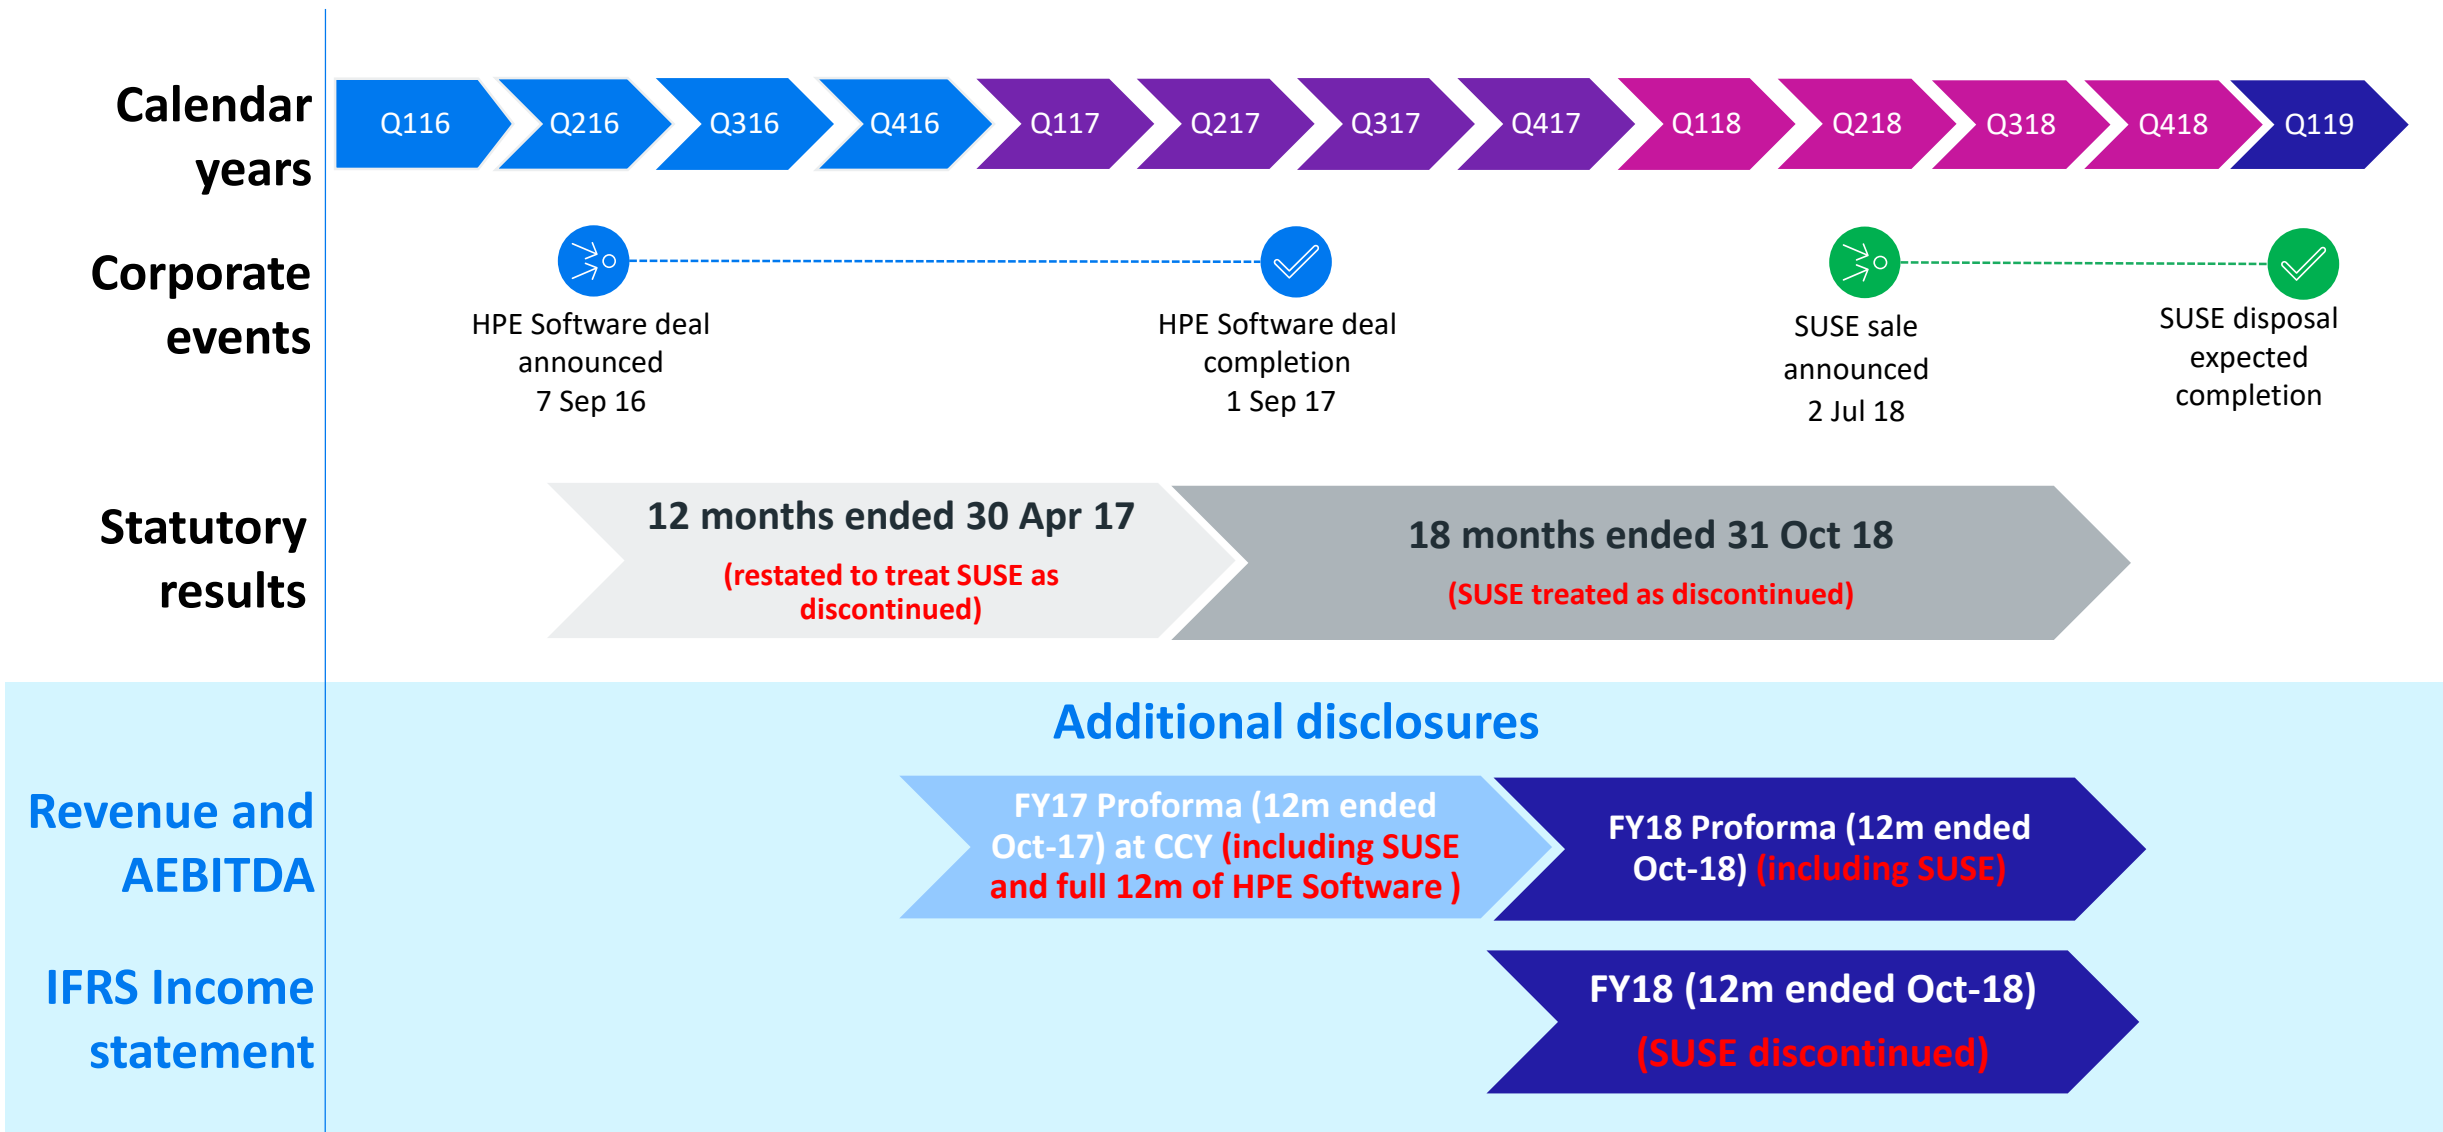 Calendar
years
Q116
Q216
Q316
Q416
Q117
Q217
Q317
Q417
Q118
Q218
Q318
Q418
Q119
Corporate
events
HPE Software deal
announced
7 Sep 16
HPE Software deal
completion
1 Sep 17
SUSE sale
announced
2 Jul 18
SUSE disposal
expected
completion
Statutory
results
12 months ended 30 Apr 17
(restated to treat SUSE as
discontinued)
18 months ended 31 Oct 18
(SUSE treated as discontinued)
Additional disclosures
Revenue and
AEBITDA
FY17 Proforma (12m ended
Oct-17) at CCY (including SUSE
and full 12m of HPE Software )
FY18 Proforma (12m ended
Oct-18) (including SUSE)
IFRS Income
statement
FY18 (12m ended Oct-18)
(SUSE discontinued)